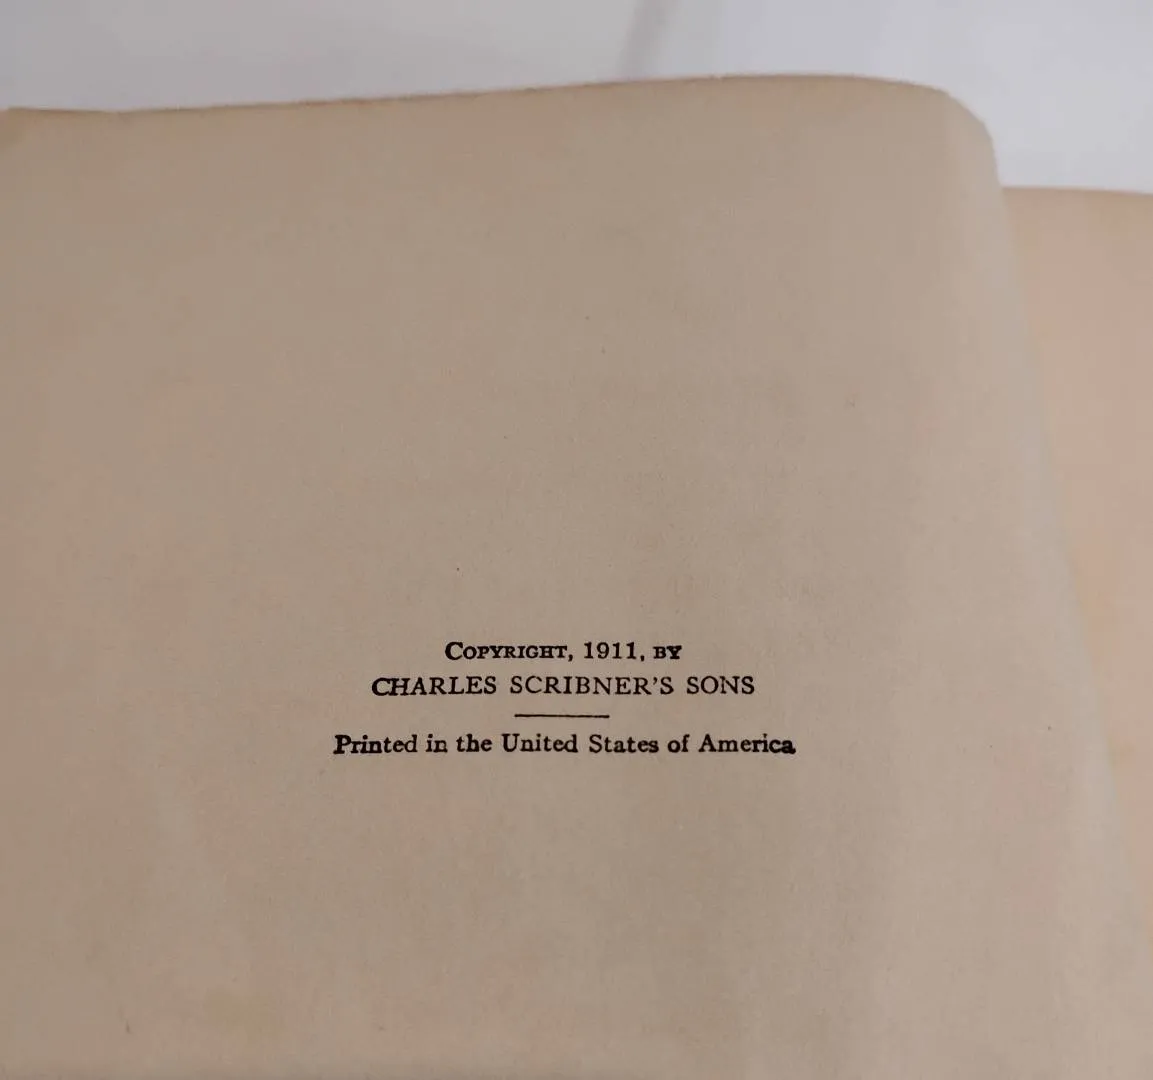 COPYRIGHT, 1911, BY
CHARLES SCRIBNER'S SONS
Printed in the United States of America